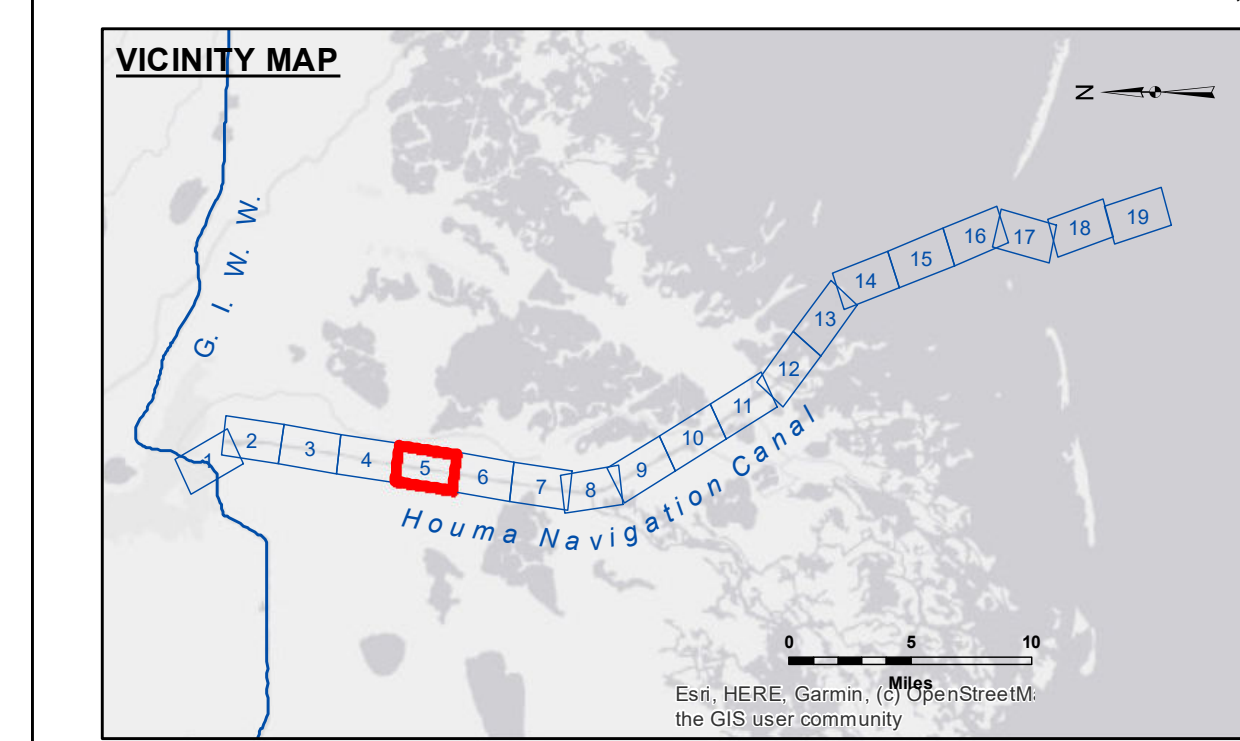 VICINITY MAP
N
G. I. W. W.
1
2
3
4
5
6
7
8
9
10
11
12
13
14
15
16
17
18
19
Houma Navigation Canal
0 5 10
Miles
Esri, HERE, Garmin, (c) OpenStreetMa
the GIS user community